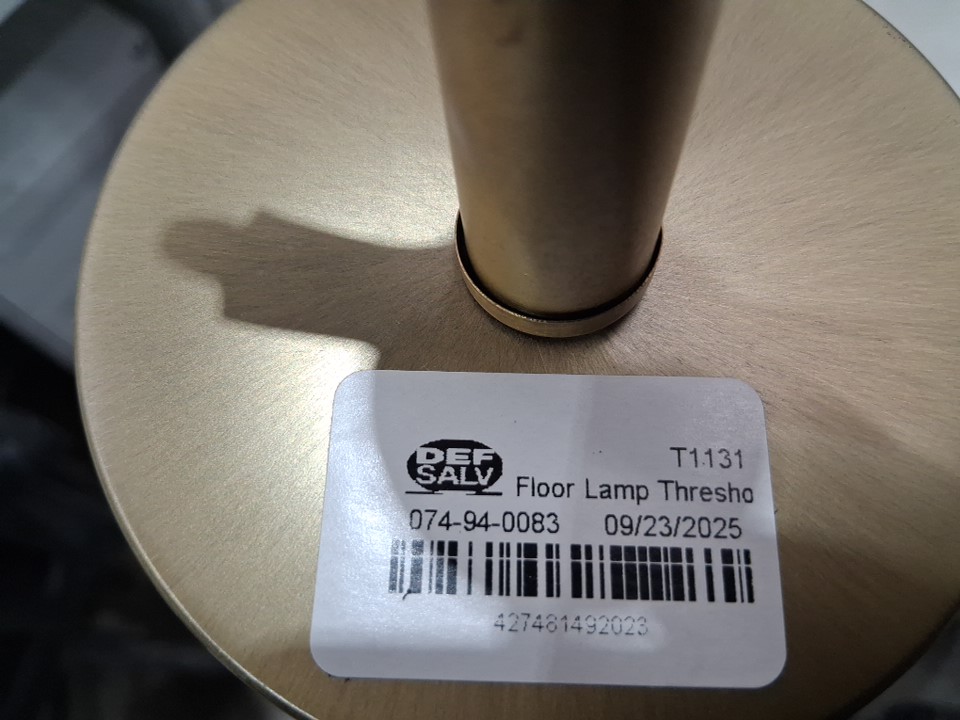 T1131
DEF
SALV
Floor Lamp Thresho
074-94-0083 09/23/2025
427481492023